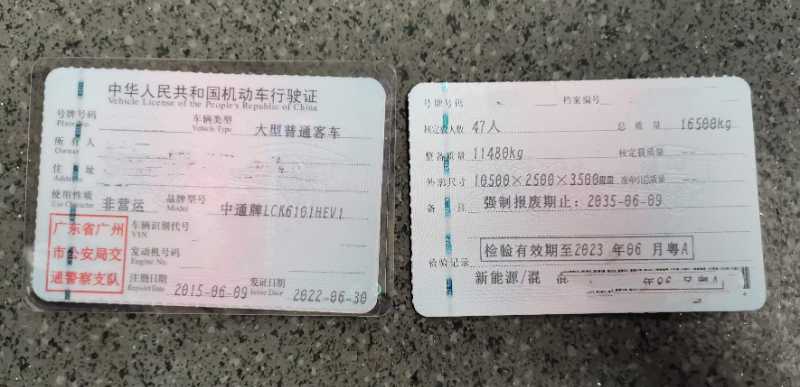 中华人民共和国机动车行驶证
Vehicle License of the People's Republic of China
号牌号码
Plate No.
车辆类型
Vehicle Type
大型普通客车
所有人
Owner
住址
Address
使用性质
Use Character
非营运
品牌型号
Model
中通牌LCK6101HEV1
广东省广州
市公安局交
通警察支队
车辆识别代号
VIN
发动机号码
Engine No.
注册日期
Register Date
2015-06-09
发证日期
Issue Date
2022-06-30
号牌号码
档案编号
核定载人数
47人
总质量
16500kg
整备质量
11480kg
核定载质量
外廓尺寸
10500×2500×3500
准牵引总质量
备注
强制报废期止：2035-06-09
检验有效期至2023年06月粤A
检验记录
新能源/混
年06月粤A